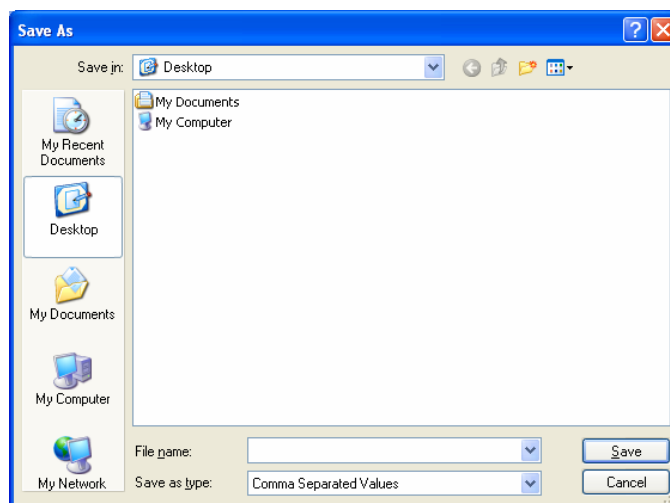 Save As
Save in: Desktop
My Documents
My Computer
My Recent
Documents
Desktop
My Documents
My Computer
My Network
File name:
Save
Save as type: Comma Separated Values
Cancel